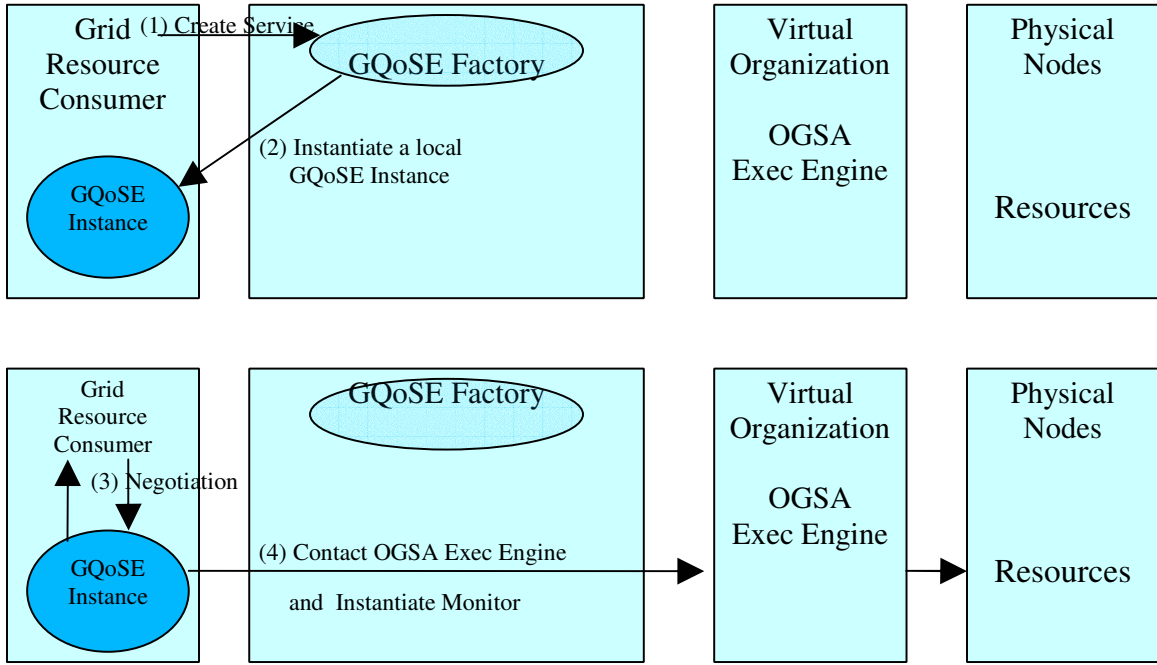 Grid
Resource
Consumer
(1) Create Service
GQoSE Factory
(2) Instantiate a local
GQoSE Instance
GQoSE
Instance
Virtual
Organization
OGSA
Exec Engine
Physical
Nodes
Resources
Grid
Resource
Consumer
(3) Negotiation
GQoSE
Instance
GQoSE Factory
(4) Contact OGSA Exec Engine
and Instantiate Monitor
Virtual
Organization
OGSA
Exec Engine
Physical
Nodes
Resources